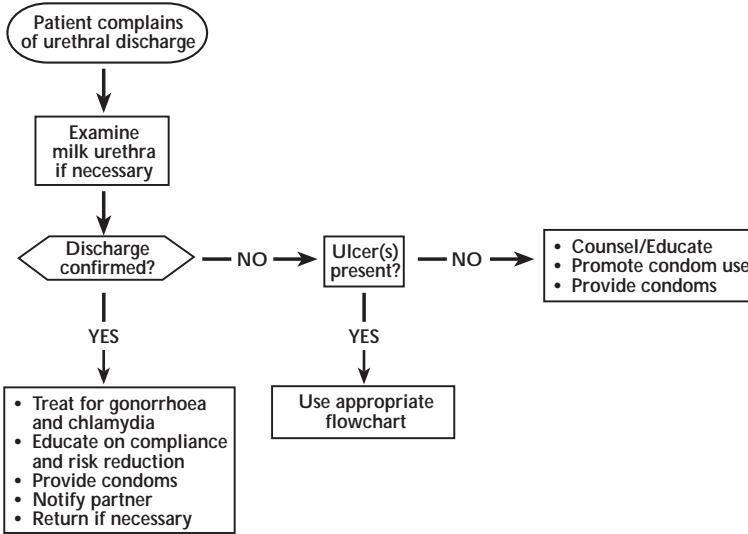 Patient complains
of urethral discharge
Examine
milk urethra
if necessary
Discharge
confirmed?
NO
Ulcer(s)
present?
NO
• Counsel/Educate
• Promote condom use
• Provide condoms
YES
YES
• Treat for gonorrhoea
and chlamydia
• Educate on compliance
and risk reduction
• Provide condoms
• Notify partner
• Return if necessary
Use appropriate
flowchart